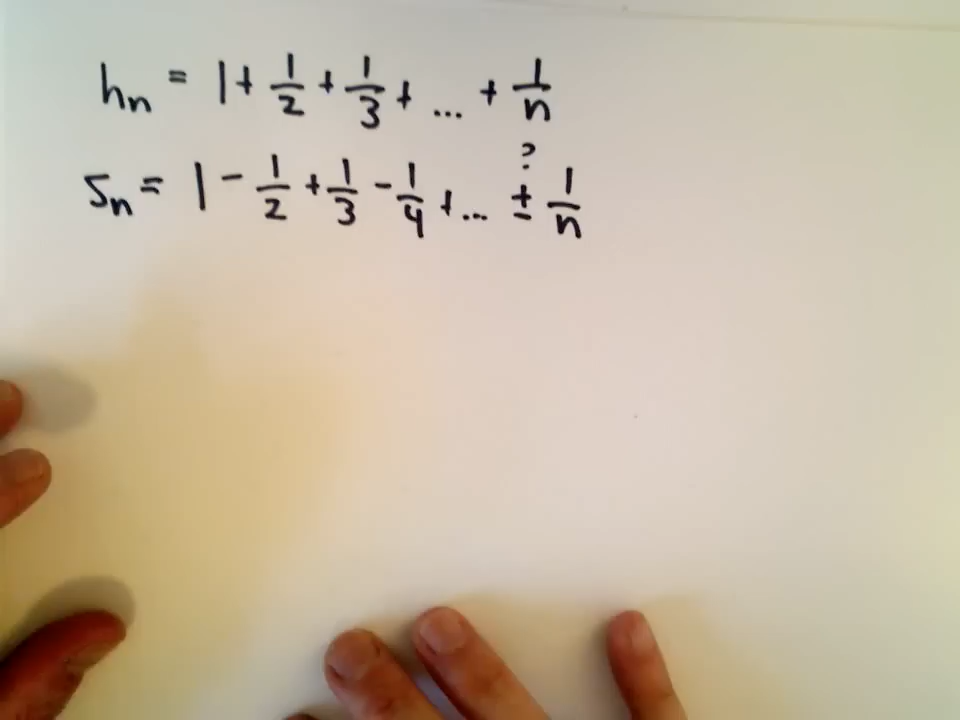 hn = 1 + 1/2 + 1/3 + ... + 1/n
?
sn = 1 - 1/2 + 1/3 - 1/4 + ... ± 1/n